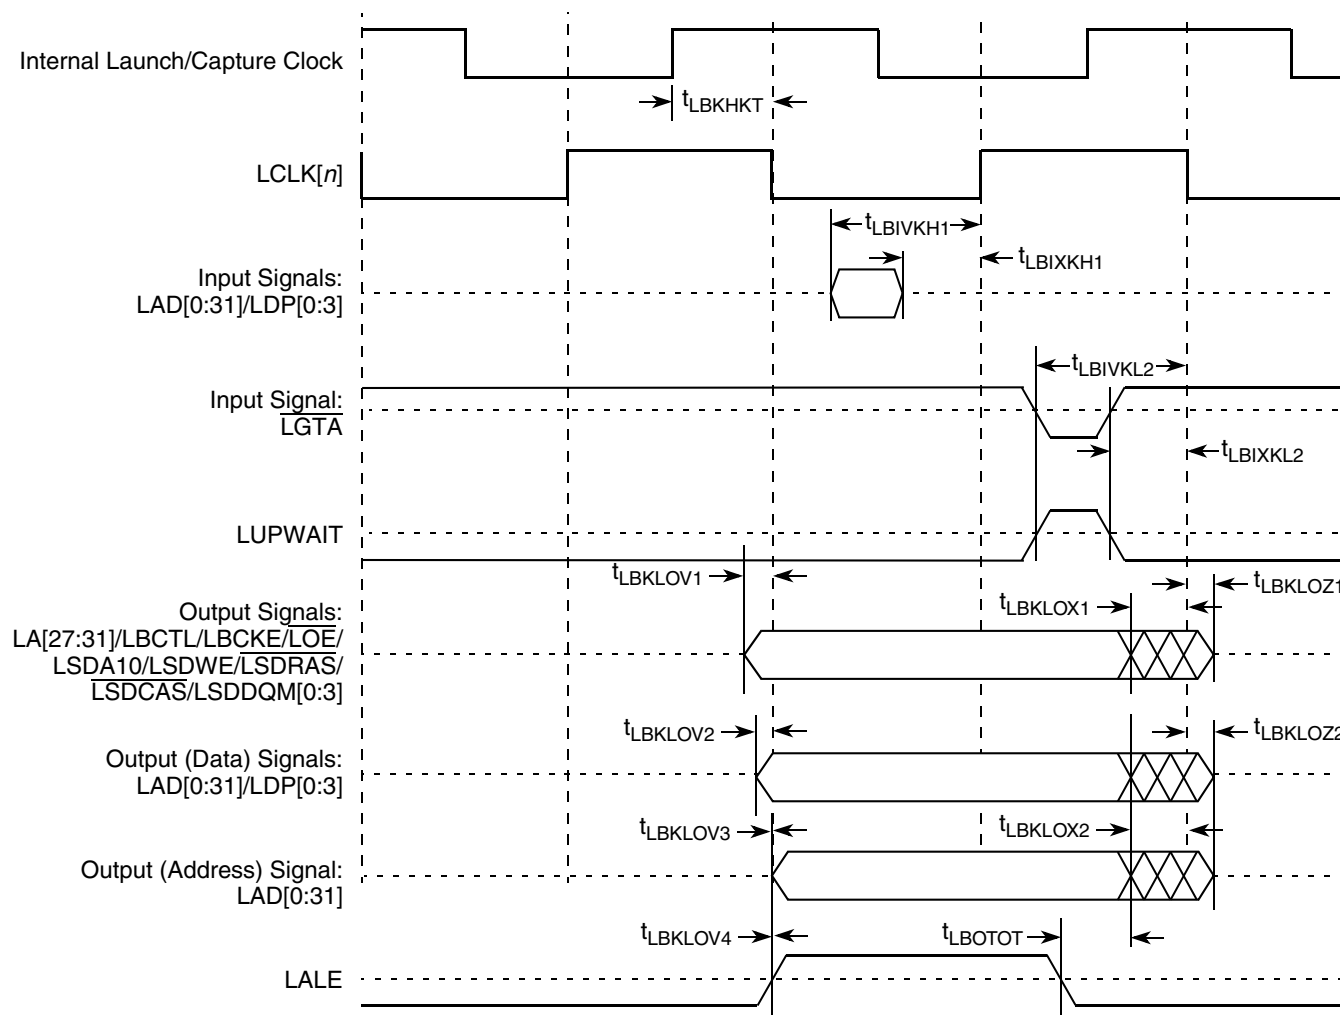 Internal Launch/Capture Clock
tLBKHKT
LCLK[n]
tLBIVKH1
tLBIXKH1
Input Signals:
LAD[0:31]/LDP[0:3]
tLBIVKL2
Input Signal:
LGTA
tLBIXKL2
LUPWAIT
tLBKLOV1
tLBKLOZ1
tLBKLOX1
Output Signals:
LA[27:31]/LBCTL/LBCKE/LOE/
LSDA10/LSDWE/LSDRAS/
LSDCAS/LSDDQM[0:3]
tLBKLOV2
tLBKLOZ2
Output (Data) Signals:
LAD[0:31]/LDP[0:3]
tLBKLOV3
tLBKLOX2
Output (Address) Signal:
LAD[0:31]
tLBKLOV4
tLBOTOT
LALE